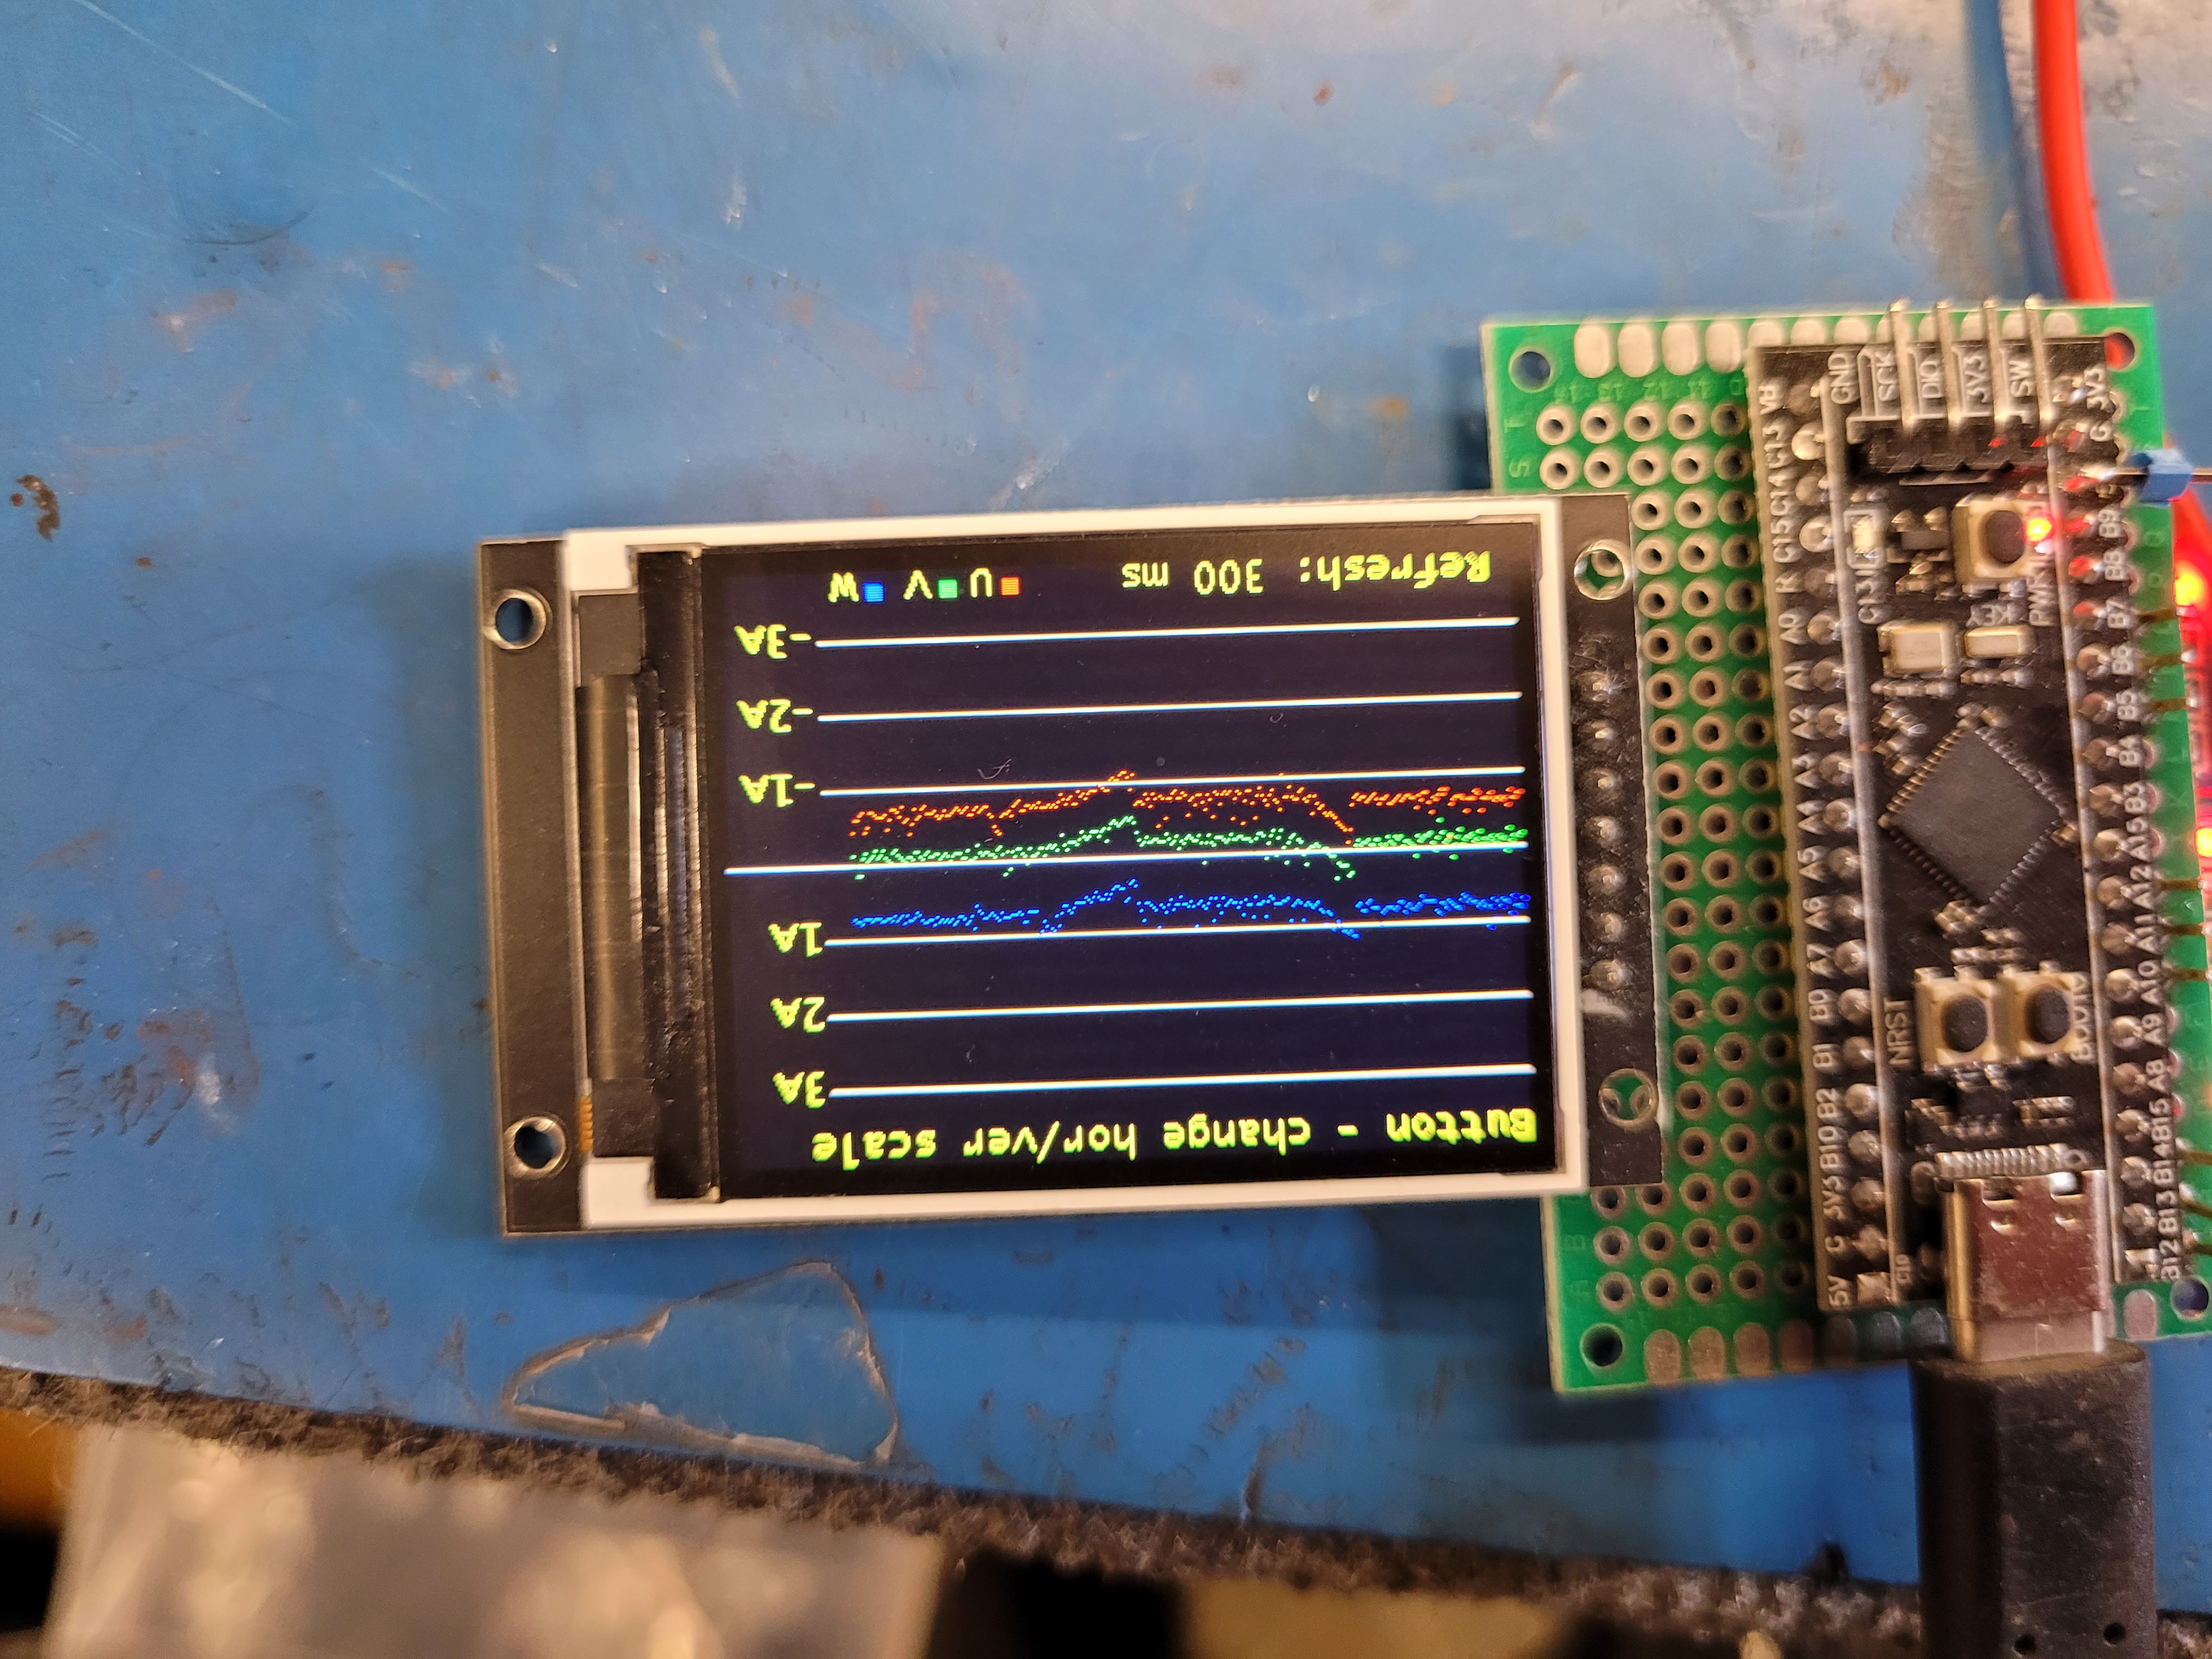 Button - change hor/ver scale
3A
2A
1A
-1A
-2A
-3A
Refresh: 300 ms
U V W
5V G 3V3 B10 B2 B1 B0 A7 A6 A5 A4 A3 A2 A1 A0 R C15 C14 C13 VB
B12 B13 B14 B15 A8 A9 A10 A11 A12 A15 B3 B4 B5 B6 B7 B8 B9
G 3V3
NRST
BOOT0
KEY
PWR
C13
SW
3V3
DIO
SCK
GND